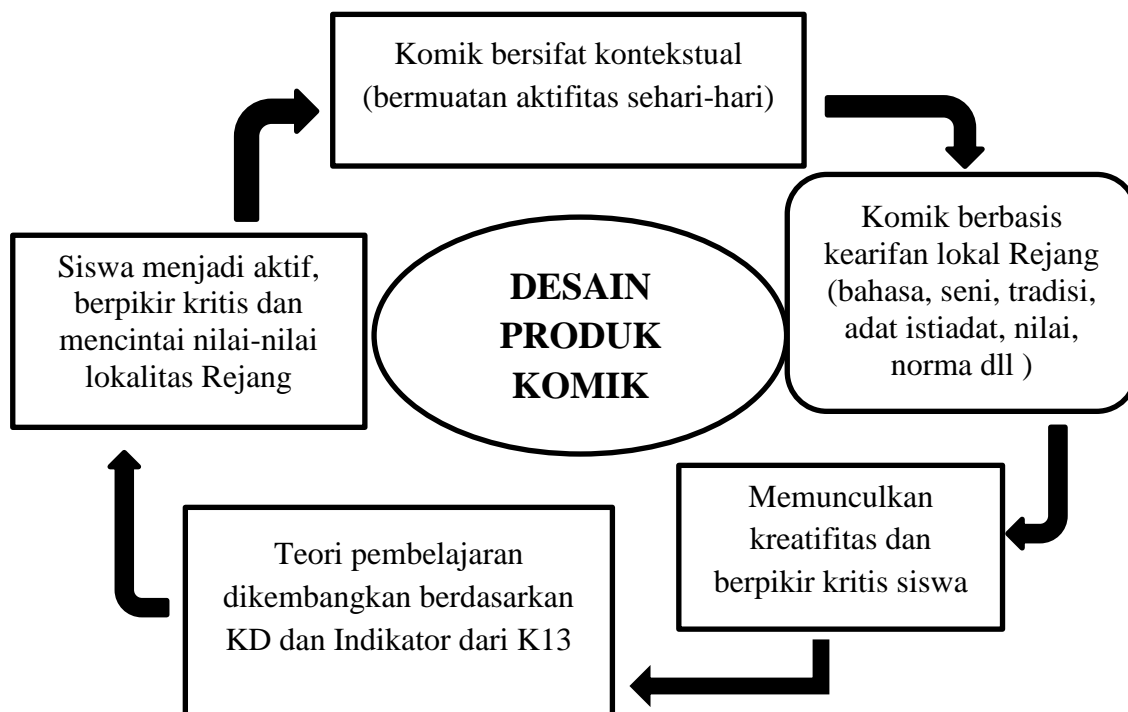 Komik bersifat kontekstual
(bermuatan aktifitas sehari-hari)
Komik berbasis
kearifan lokal Rejang
(bahasa, seni, tradisi,
adat istiadat, nilai,
norma dll )
Siswa menjadi aktif,
berpikir kritis dan
mencintai nilai-nilai
lokalitas Rejang
DESAIN
PRODUK
KOMIK
Memunculkan
kreatifitas dan
berpikir kritis siswa
Teori pembelajaran
dikembangkan berdasarkan
KD dan Indikator dari K13